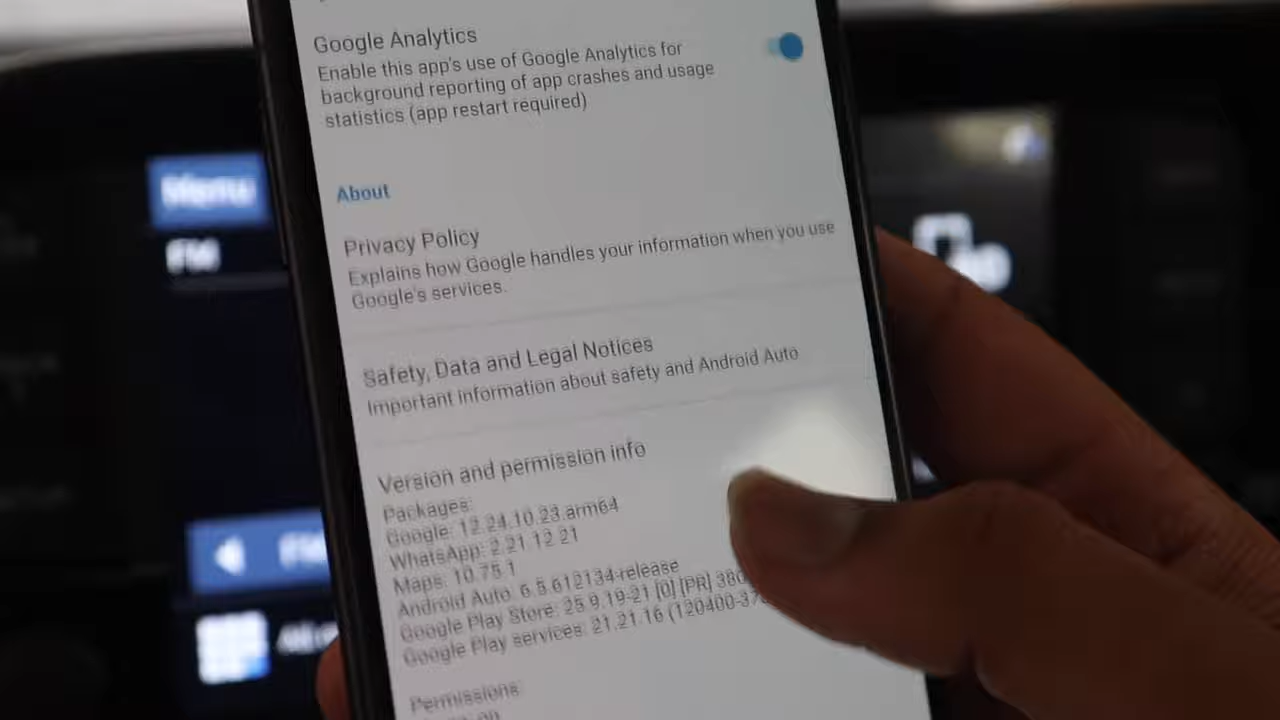 Google Analytics
Enable this app's use of Google Analytics for
background reporting of app crashes and usage
statistics (app restart required)
About
Privacy Policy
Explains how Google handles your information when you use
Google's services.
Safety, Data and Legal Notices
Important information about safety and Android Auto
Version and permission info
Packages:
Google: 12.24.10.23.arm64
WhatsApp: 2.21.12.21
Maps: 10.75.1
Android Auto: 6.5.612134-release
Google Play Store: 25.9.19-21 [0] [PR]
Google Play services: 21.21.16
Permissions:
Menu
FM
FM